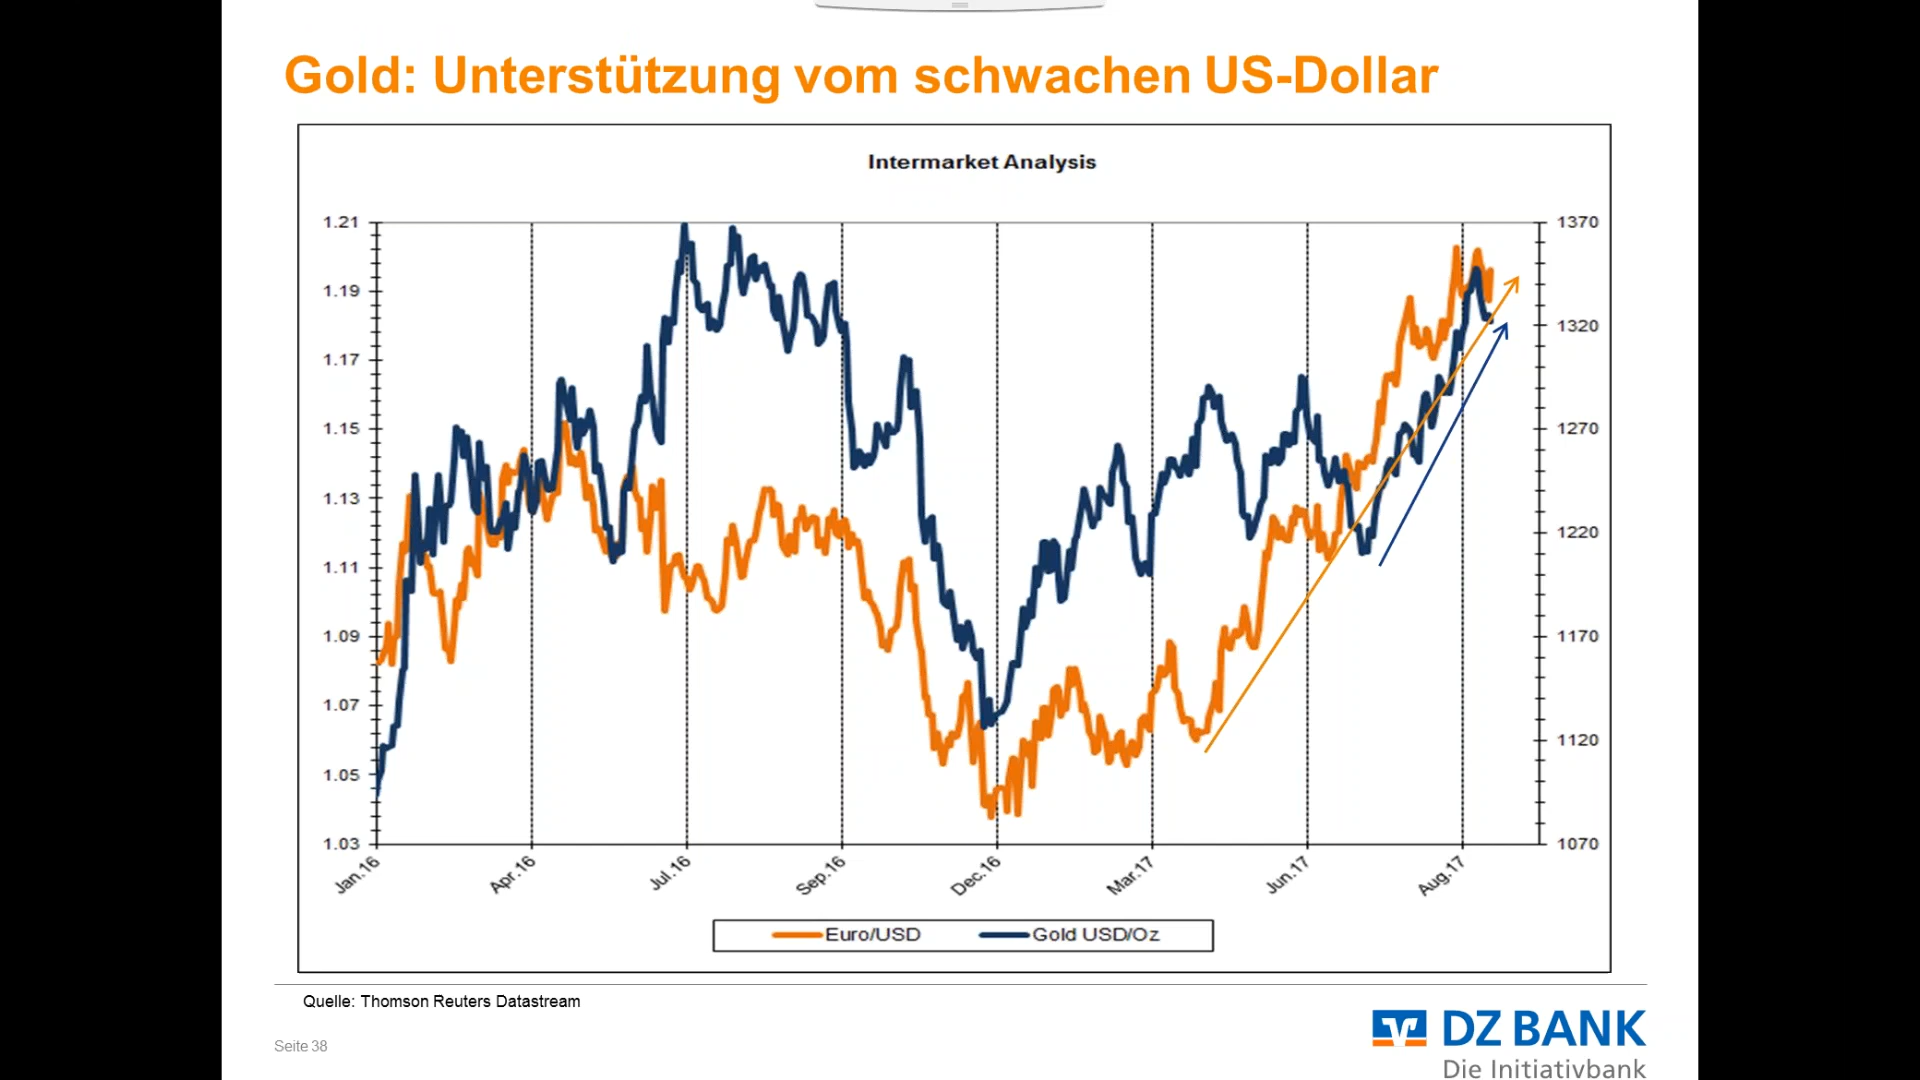 Gold: Unterstützung vom schwachen US-Dollar
Intermarket Analysis
1.21
1.19
1.17
1.15
1.13
1.11
1.09
1.07
1.05
1.03
1370
1320
1270
1220
1170
1120
1070
Jan.16
Apr.16
Jul.16
Sep.16
Dec.16
Mar.17
Jun.17
Aug.17
Euro/USD
Gold USD/Oz
Quelle: Thomson Reuters Datastream
Seite 38
DZ BANK
Die Initiativbank